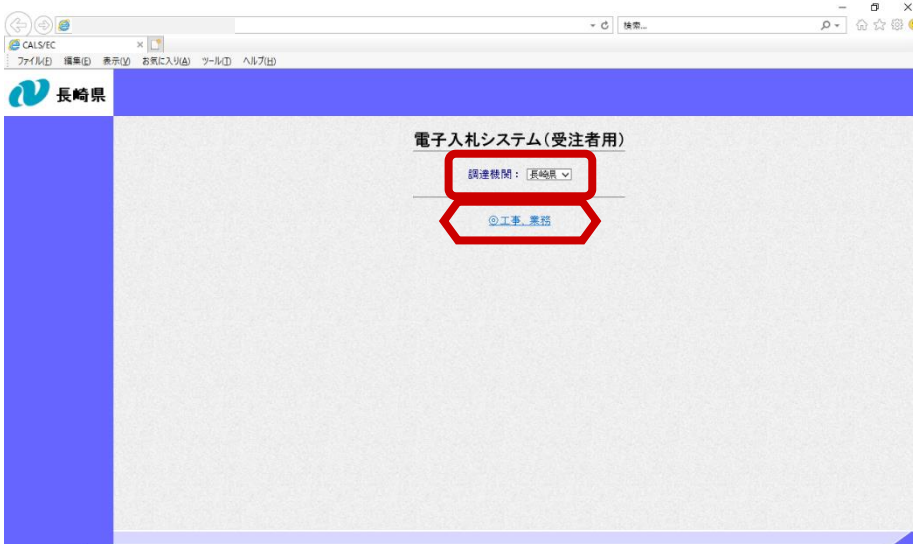 検索...
CALS/EC
ファイル(F) 編集(E) 表示(V) お気に入り(A) ツール(T) ヘルプ(H)
長崎県
電子入札システム(受注者用)
調達機関: 長崎県
◎工事、業務